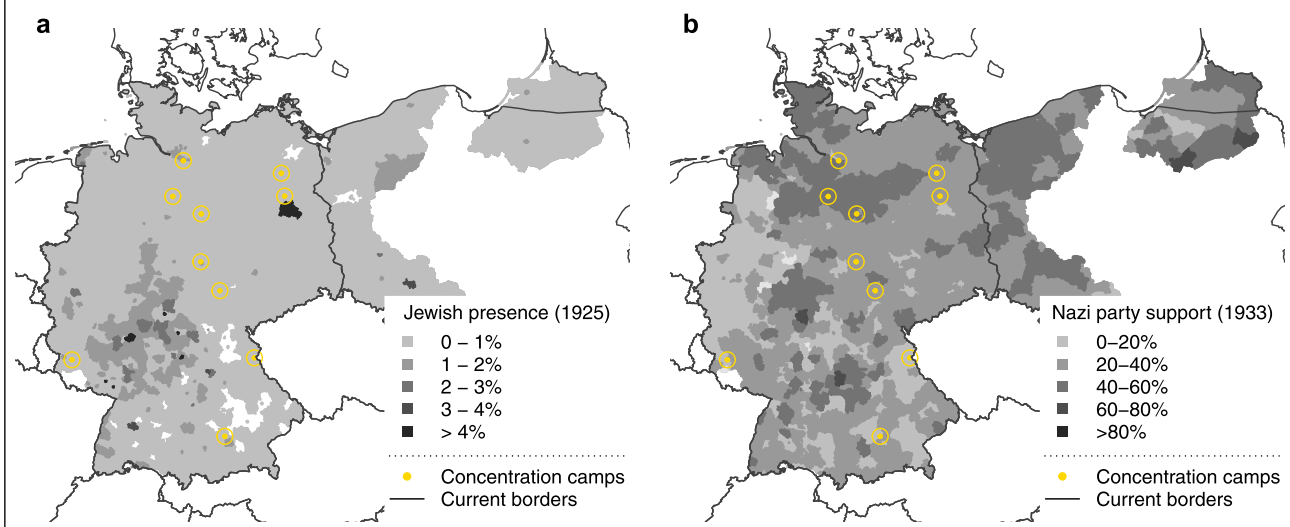 a
Jewish presence (1925)
0 – 1%
1 – 2%
2 – 3%
3 – 4%
> 4%
Concentration camps
Current borders
b
Nazi party support (1933)
0–20%
20–40%
40–60%
60–80%
>80%
Concentration camps
Current borders